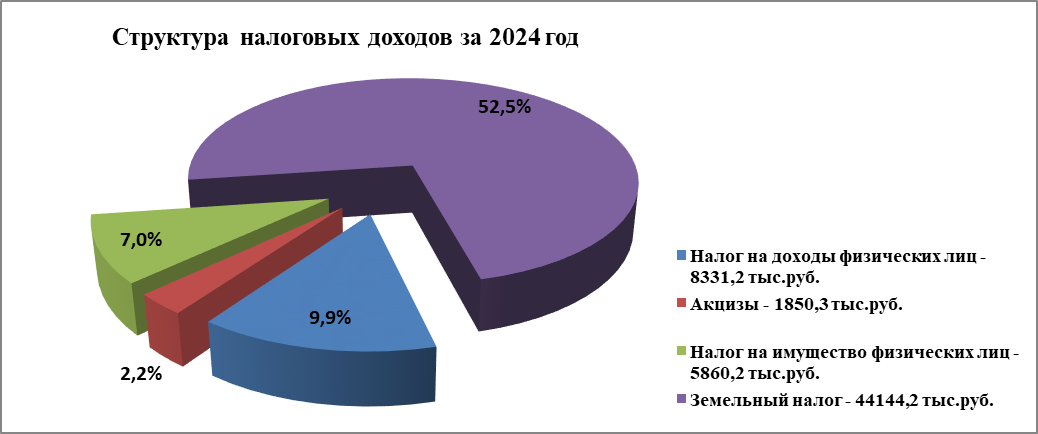 Структура налоговых доходов за 2024 год
52,5%
7,0%
9,9%
2,2%
Налог на доходы физических лиц -
8331,2 тыс.руб.
Акцизы - 1850,3 тыс.руб.
Налог на имущество физических лиц -
5860,2 тыс.руб.
Земельный налог - 44144,2 тыс.руб.